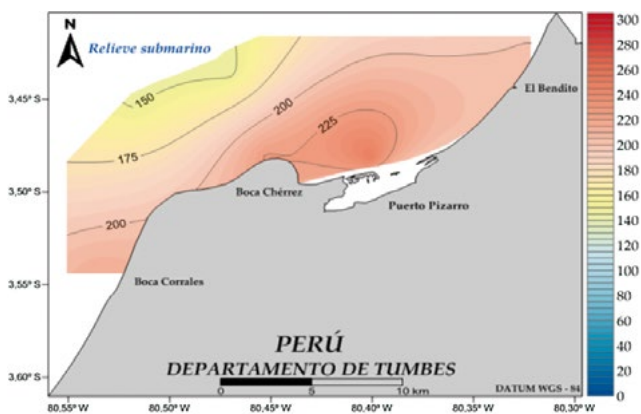 N
Relieve submarino
300
280
260
240
220
200
180
160
140
120
100
80
60
40
20
0
3,45° S
3,50° S
3,55° S
3,60° S
150
175
200
225
200
El Bendito
Boca Chérrez
Puerto Pizarro
Boca Corrales
PERÚ
DEPARTAMENTO DE TUMBES
0 5 10 km
DATUM WGS - 84
80,55°W 80,50°W 80,45°W 80,40°W 80,35°W 80,30°W